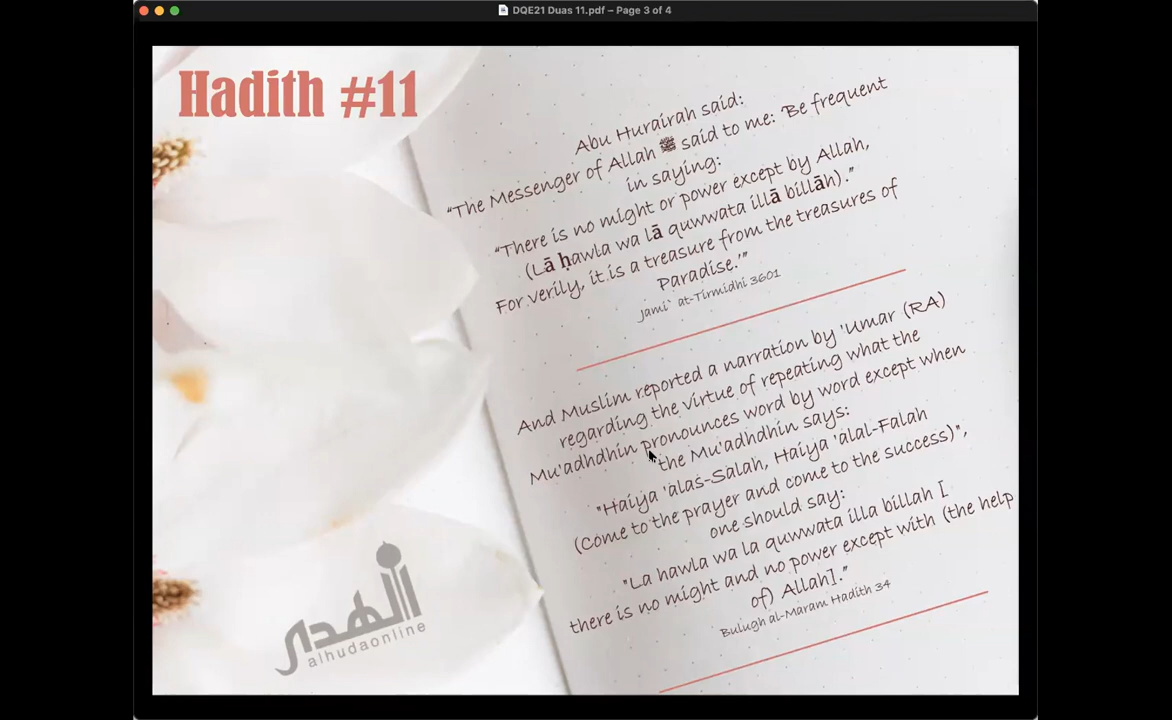 DQE21 Duas 11.pdf – Page 3 of 4
Hadith #11
Abu Hurairah said:
"The Messenger of Allah ﷺ said to me: 'Be frequent
in saying:
"There is no might or power except by Allah,
(Lā ḥawla wa lā quwwata illā billāh)."
For verily, it is a treasure from the treasures of
Paradise.'"
Jami` at-Tirmidhi 3601
And Muslim reported a narration by 'Umar (RA)
regarding the virtue of repeating what the
Mu'adhdhin pronounces word by word except when
the Mu'adhdhin says:
"Haiya 'alas-Salah, Haiya 'alal-Falah
(Come to the prayer and come to the success)",
one should say:
"La hawla wa la quwwata illa billah [
there is no might and no power except with (the help
of) Allah]."
Bulugh al-Maram Hadith 34
الهدى
alhudaonline